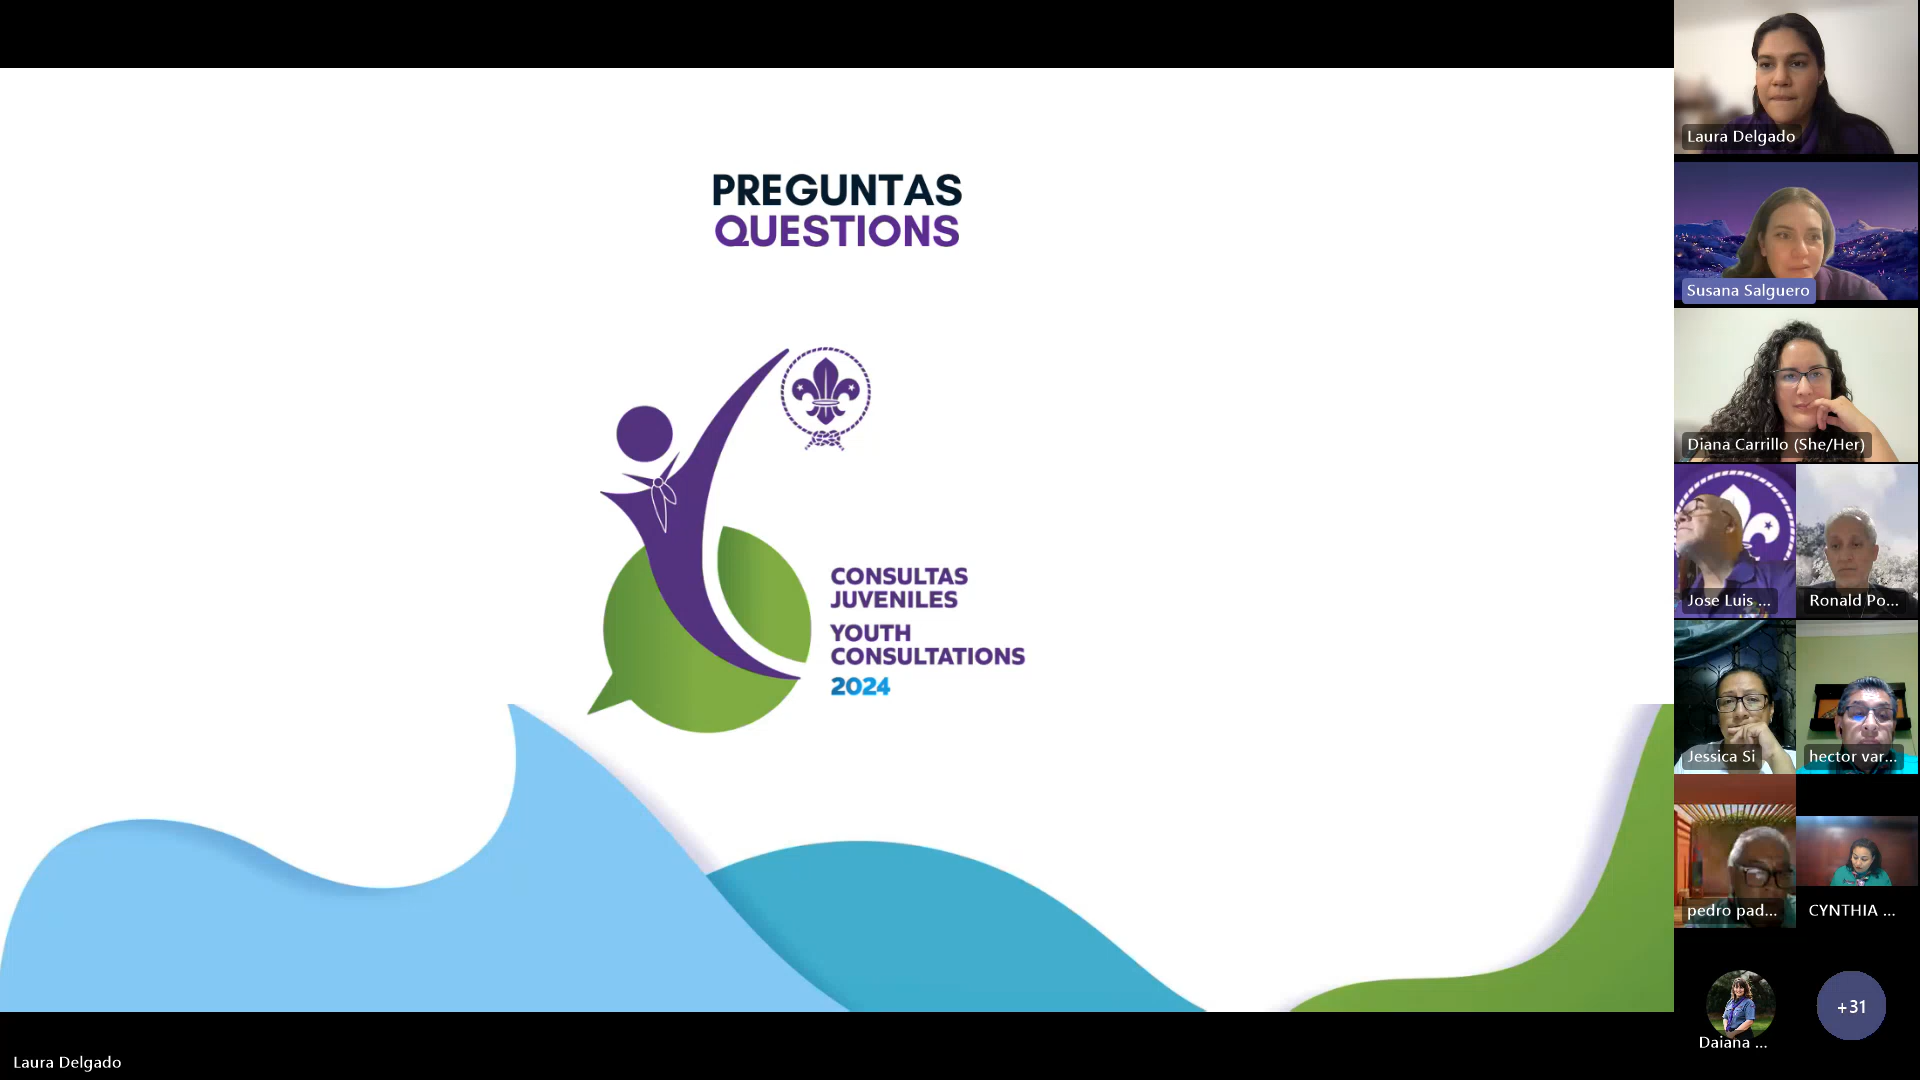 PREGUNTAS
QUESTIONS
CONSULTAS
JUVENILES
YOUTH
CONSULTATIONS
2024
Laura Delgado
Susana Salguero
Diana Carrillo (She/Her)
Jose Luis ...
Ronald Po...
Jessica Si
hector var...
pedro pad...
CYNTHIA ...
Daiana ...
+31
Laura Delgado